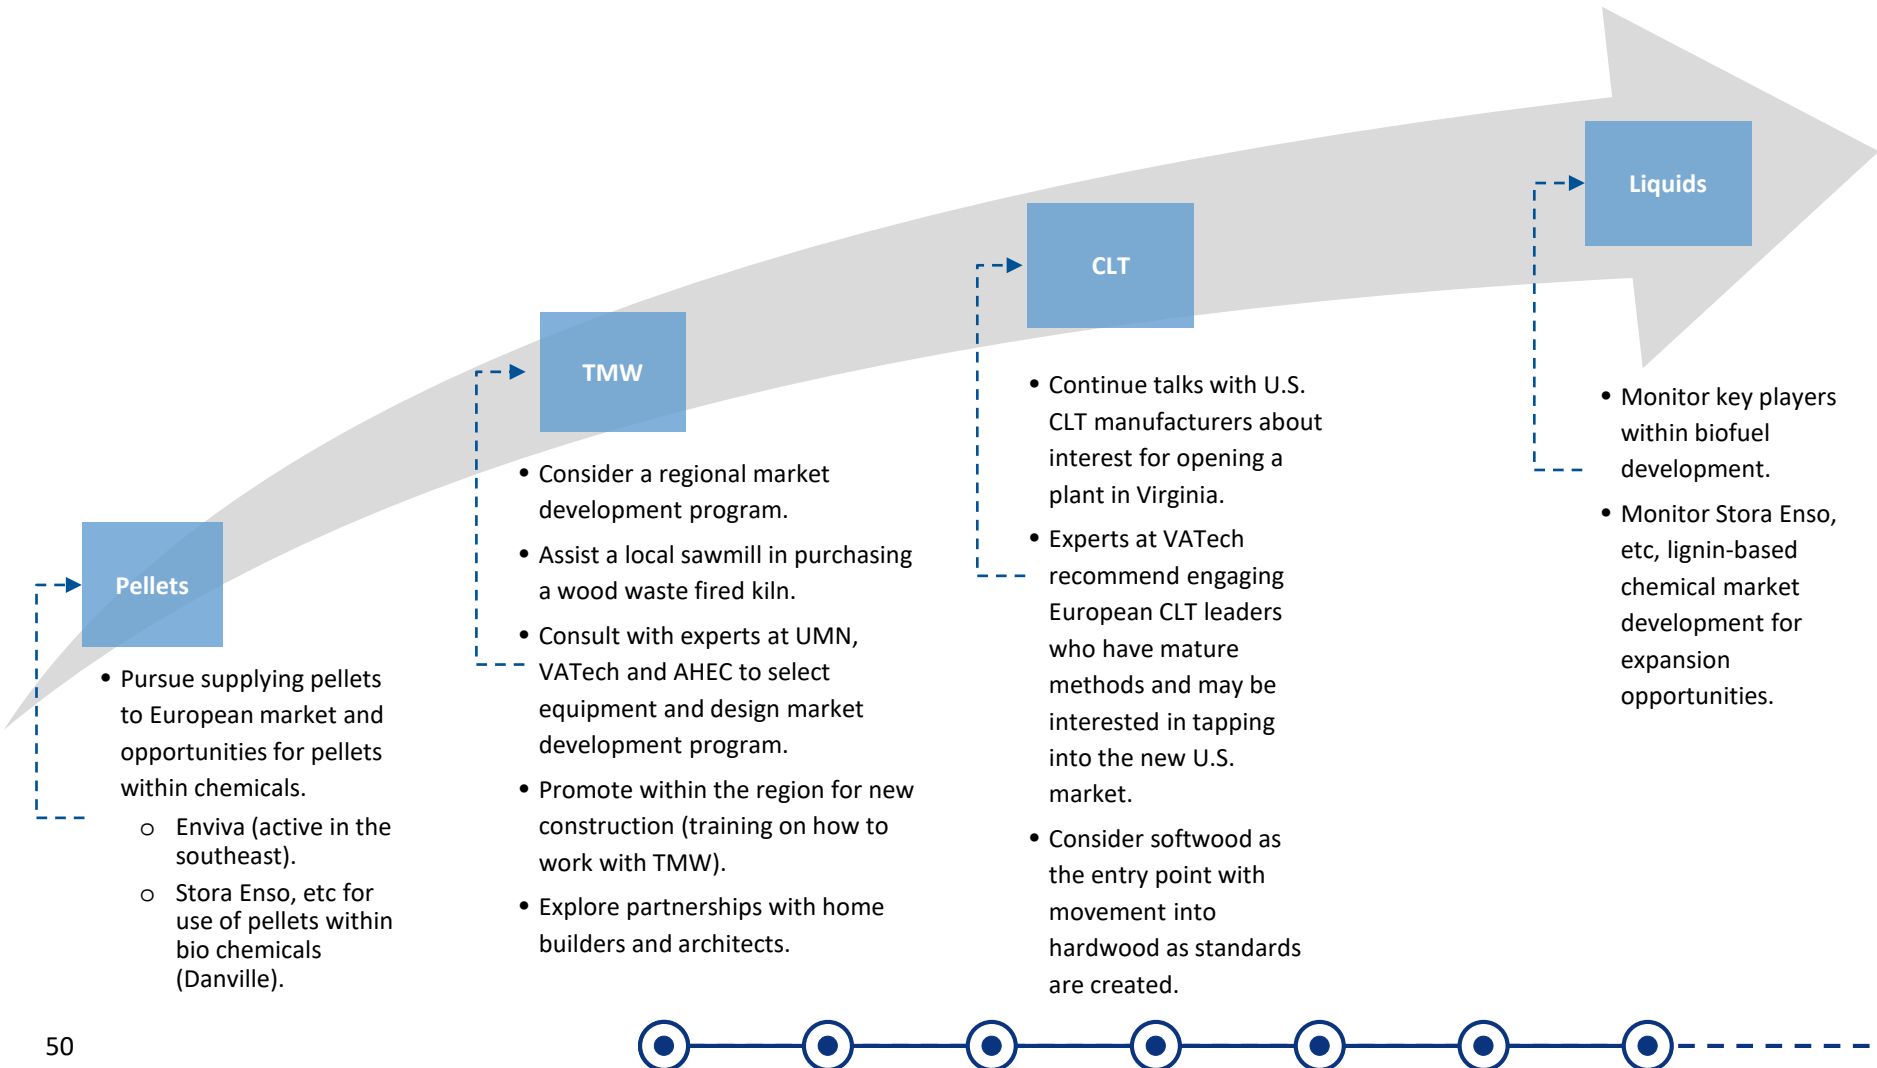 Pellets
• Pursue supplying pellets
to European market and
opportunities for pellets
within chemicals.
o Enviva (active in the
southeast).
o Stora Enso, etc for
use of pellets within
bio chemicals
(Danville).
TMW
• Consider a regional market
development program.
• Assist a local sawmill in purchasing
a wood waste fired kiln.
• Consult with experts at UMN,
VATech and AHEC to select
equipment and design market
development program.
• Promote within the region for new
construction (training on how to
work with TMW).
• Explore partnerships with home
builders and architects.
CLT
• Continue talks with U.S.
CLT manufacturers about
interest for opening a
plant in Virginia.
• Experts at VATech
recommend engaging
European CLT leaders
who have mature
methods and may be
interested in tapping
into the new U.S.
market.
• Consider softwood as
the entry point with
movement into
hardwood as standards
are created.
Liquids
• Monitor key players
within biofuel
development.
• Monitor Stora Enso,
etc, lignin-based
chemical market
development for
expansion
opportunities.
50